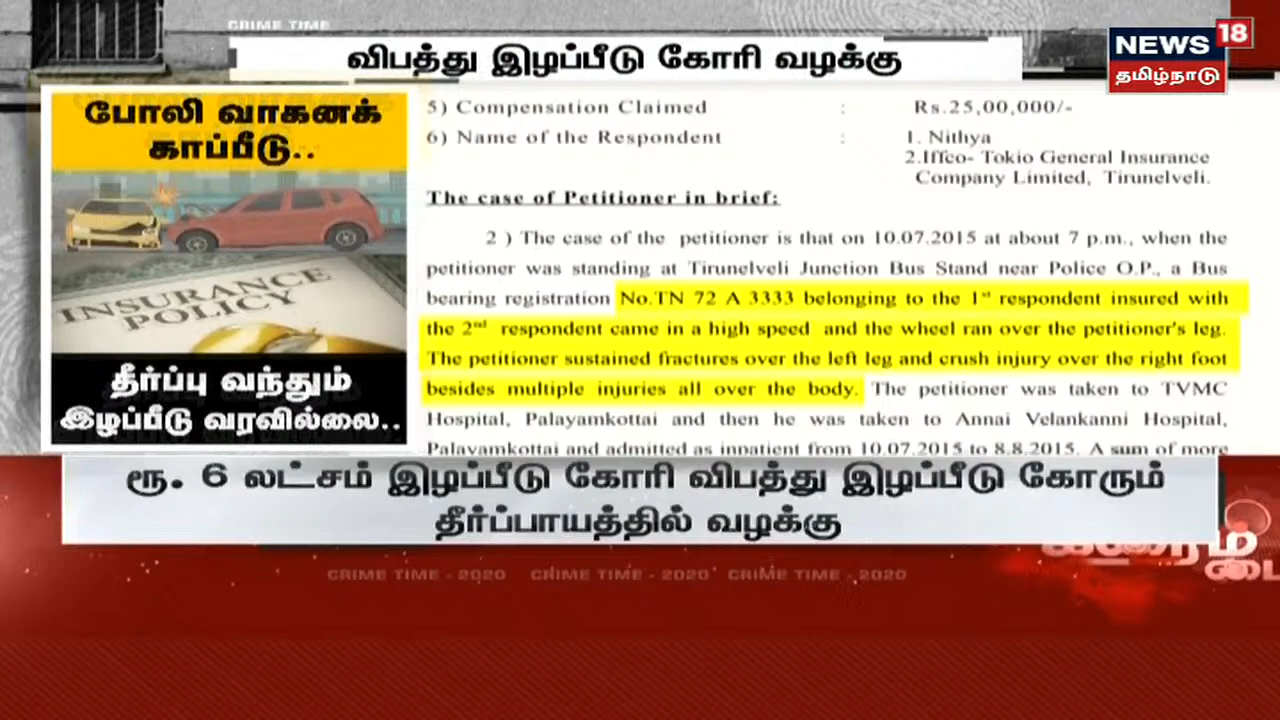 CRIME TIME
விபத்து இழப்பீடு கோரி வழக்கு
NEWS 18
தமிழ்நாடு
போலி வாகனக்
காப்பீடு..
INSURANCE
POLICY
தீர்ப்பு வந்தும்
இழப்பீடு வரவில்லை..
5) Compensation Claimed : Rs.25,00,000/-
6) Name of the Respondent : 1. Nithya
2.Iffco- Tokio General Insurance
Company Limited, Tirunelveli.
The case of Petitioner in brief:
2 ) The case of the petitioner is that on 10.07.2015 at about 7 p.m., when the
petitioner was standing at Tirunelveli Junction Bus Stand near Police O.P., a Bus
bearing registration No.TN 72 A 3333 belonging to the 1st respondent insured with
the 2nd respondent came in a high speed and the wheel ran over the petitioner's leg.
The petitioner sustained fractures over the left leg and crush injury over the right foot
besides multiple injuries all over the body. The petitioner was taken to TVMC
Hospital, Palayamkottai and then he was taken to Annai Velankanni Hospital,
Palayamkottai and admitted as inpatient from 10.07.2015 to 8.8.2015. A sum of more
ரூ. 6 லட்சம் இழப்பீடு கோரி விபத்து இழப்பீடு கோரும்
தீர்ப்பாயத்தில் வழக்கு
CRIME TIME - 2020 CRIME TIME - 2020 CRIME TIME - 2020